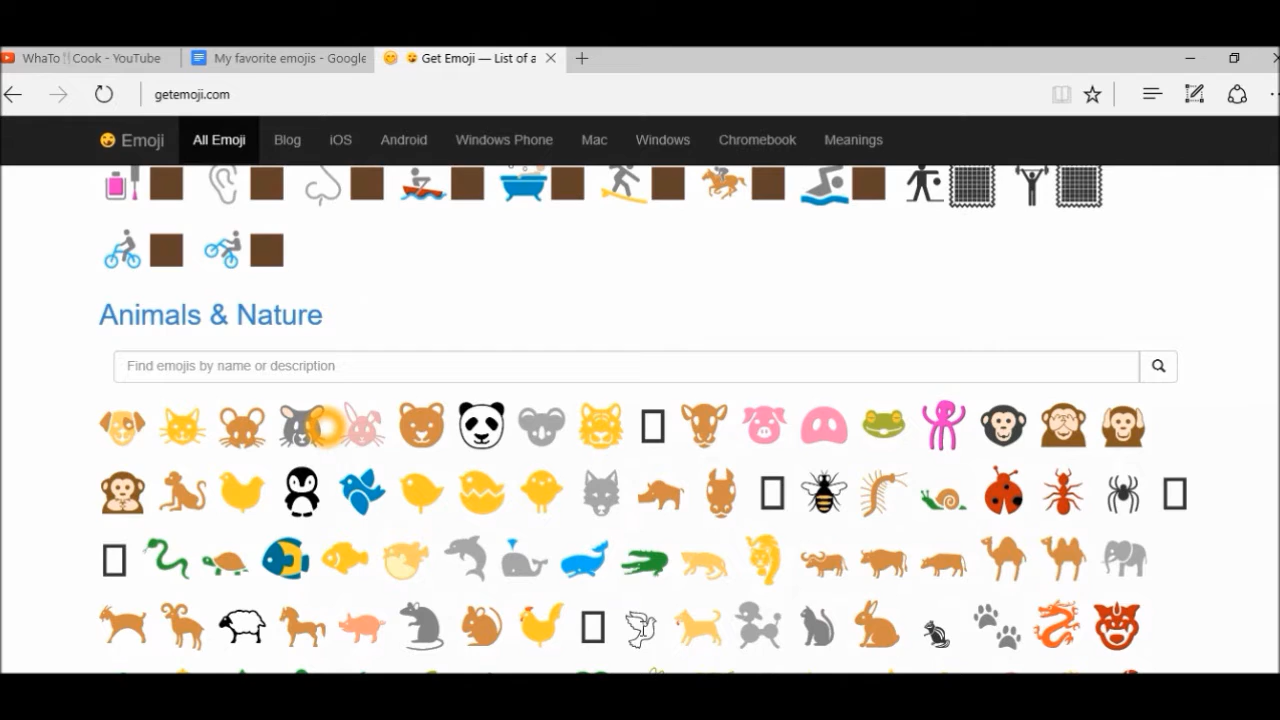 WhaTo🍴Cook - YouTube
My favorite emojis - Google
Get Emoji — List of a
getemoji.com
Emoji
All Emoji
Blog
iOS
Android
Windows Phone
Mac
Windows
Chromebook
Meanings
Animals & Nature
Find emojis by name or description